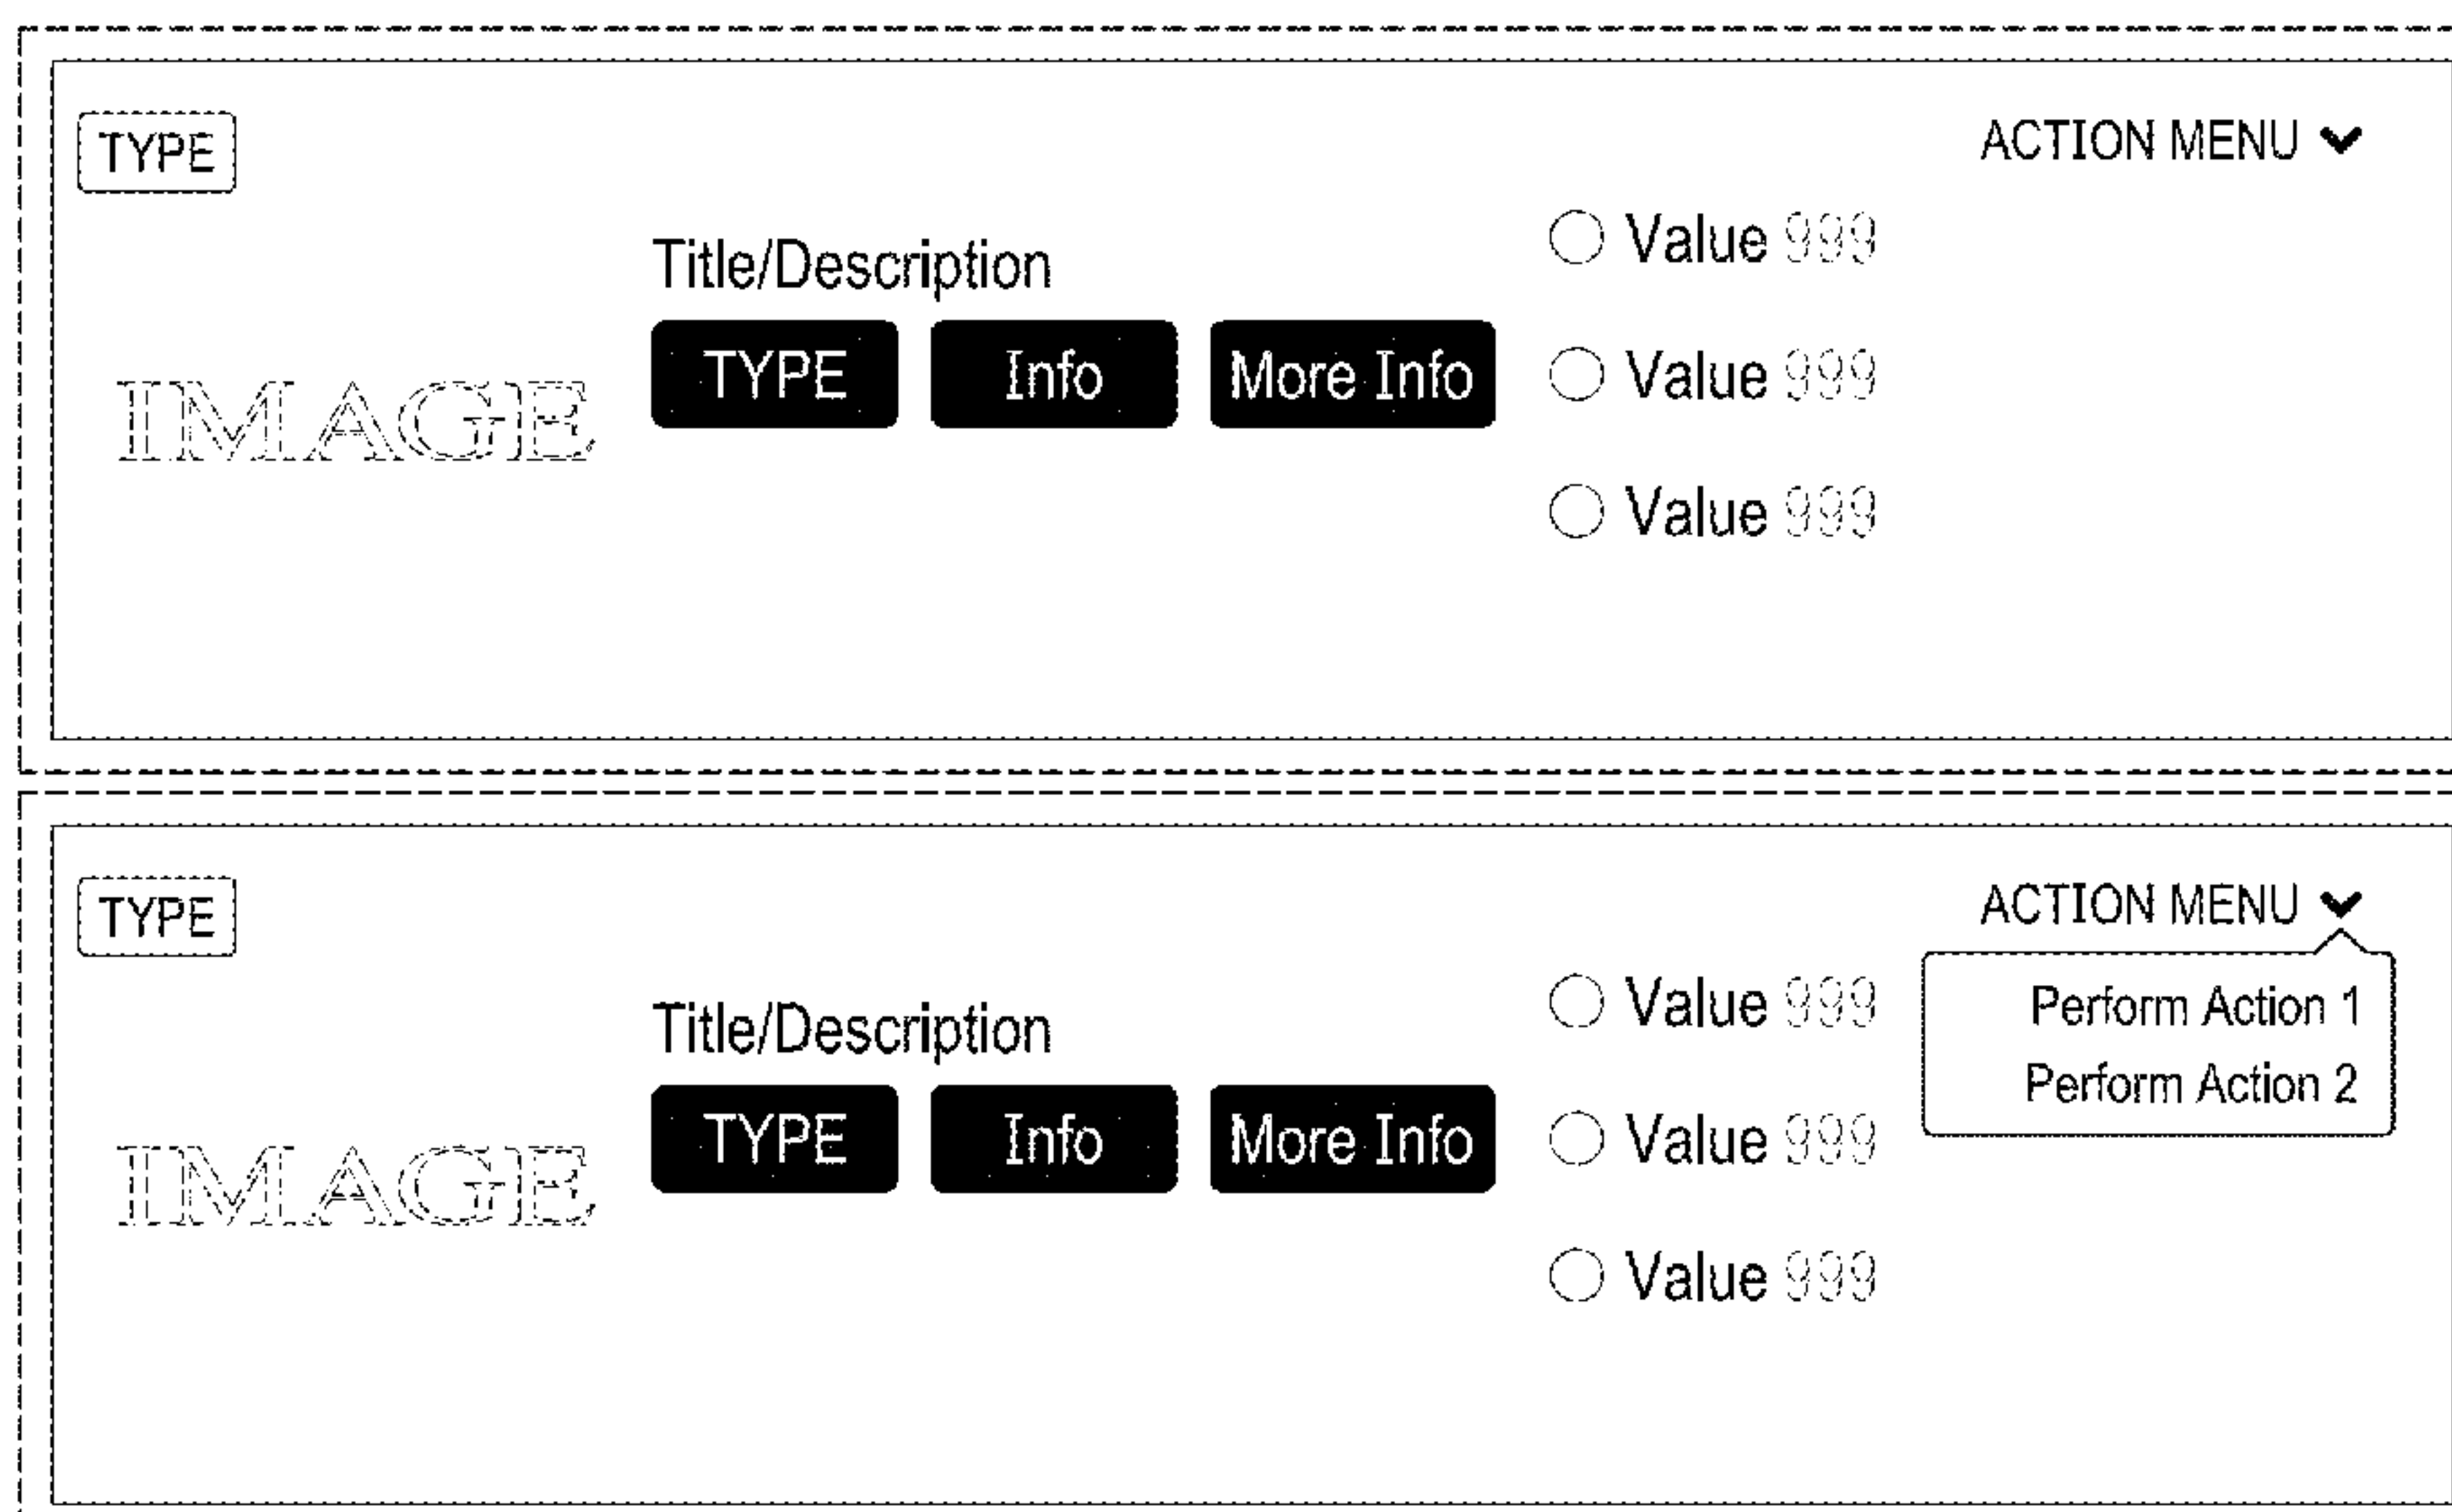 TYPE
ACTION MENU
Value 999
Title/Description
TYPE Info More Info
Value 999
IMAGE
Value 999
TYPE
ACTION MENU
Value 999
Perform Action 1
Title/Description
Perform Action 2
TYPE Info More Info
Value 999
IMAGE
Value 999